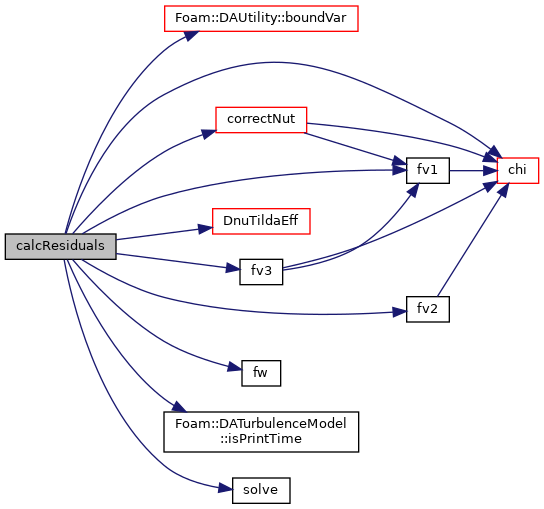 Foam::DAUtility::boundVar
correctNut
fv1
chi
DnuTildaEff
calcResiduals
fv3
fv2
fw
Foam::DATurbulenceModel
::isPrintTime
solve